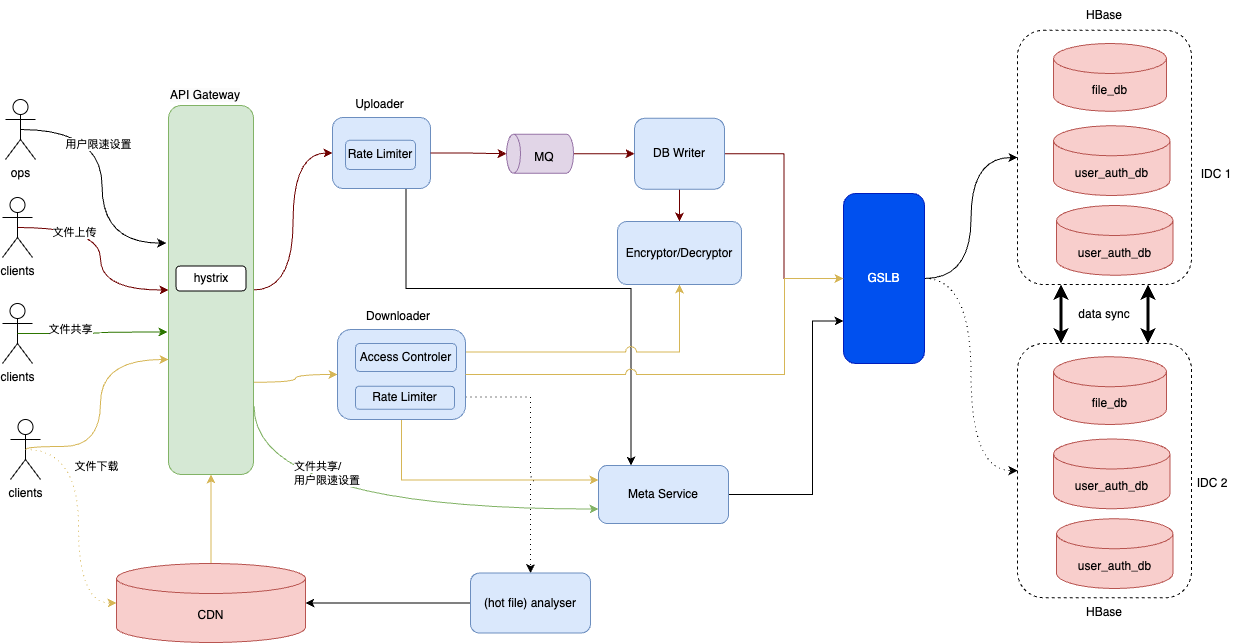 HBase
file_db
user_auth_db
user_auth_db
IDC 1
API Gateway
ops
用户限速设置
clients
文件上传
hystrix
clients
文件共享
clients
文件下载
Uploader
Rate Limiter
MQ
DB Writer
Encryptor/Decryptor
Downloader
Access Controler
Rate Limiter
文件共享/
用户限速设置
Meta Service
GSLB
data sync
CDN
(hot file) analyser
file_db
user_auth_db
user_auth_db
IDC 2
HBase